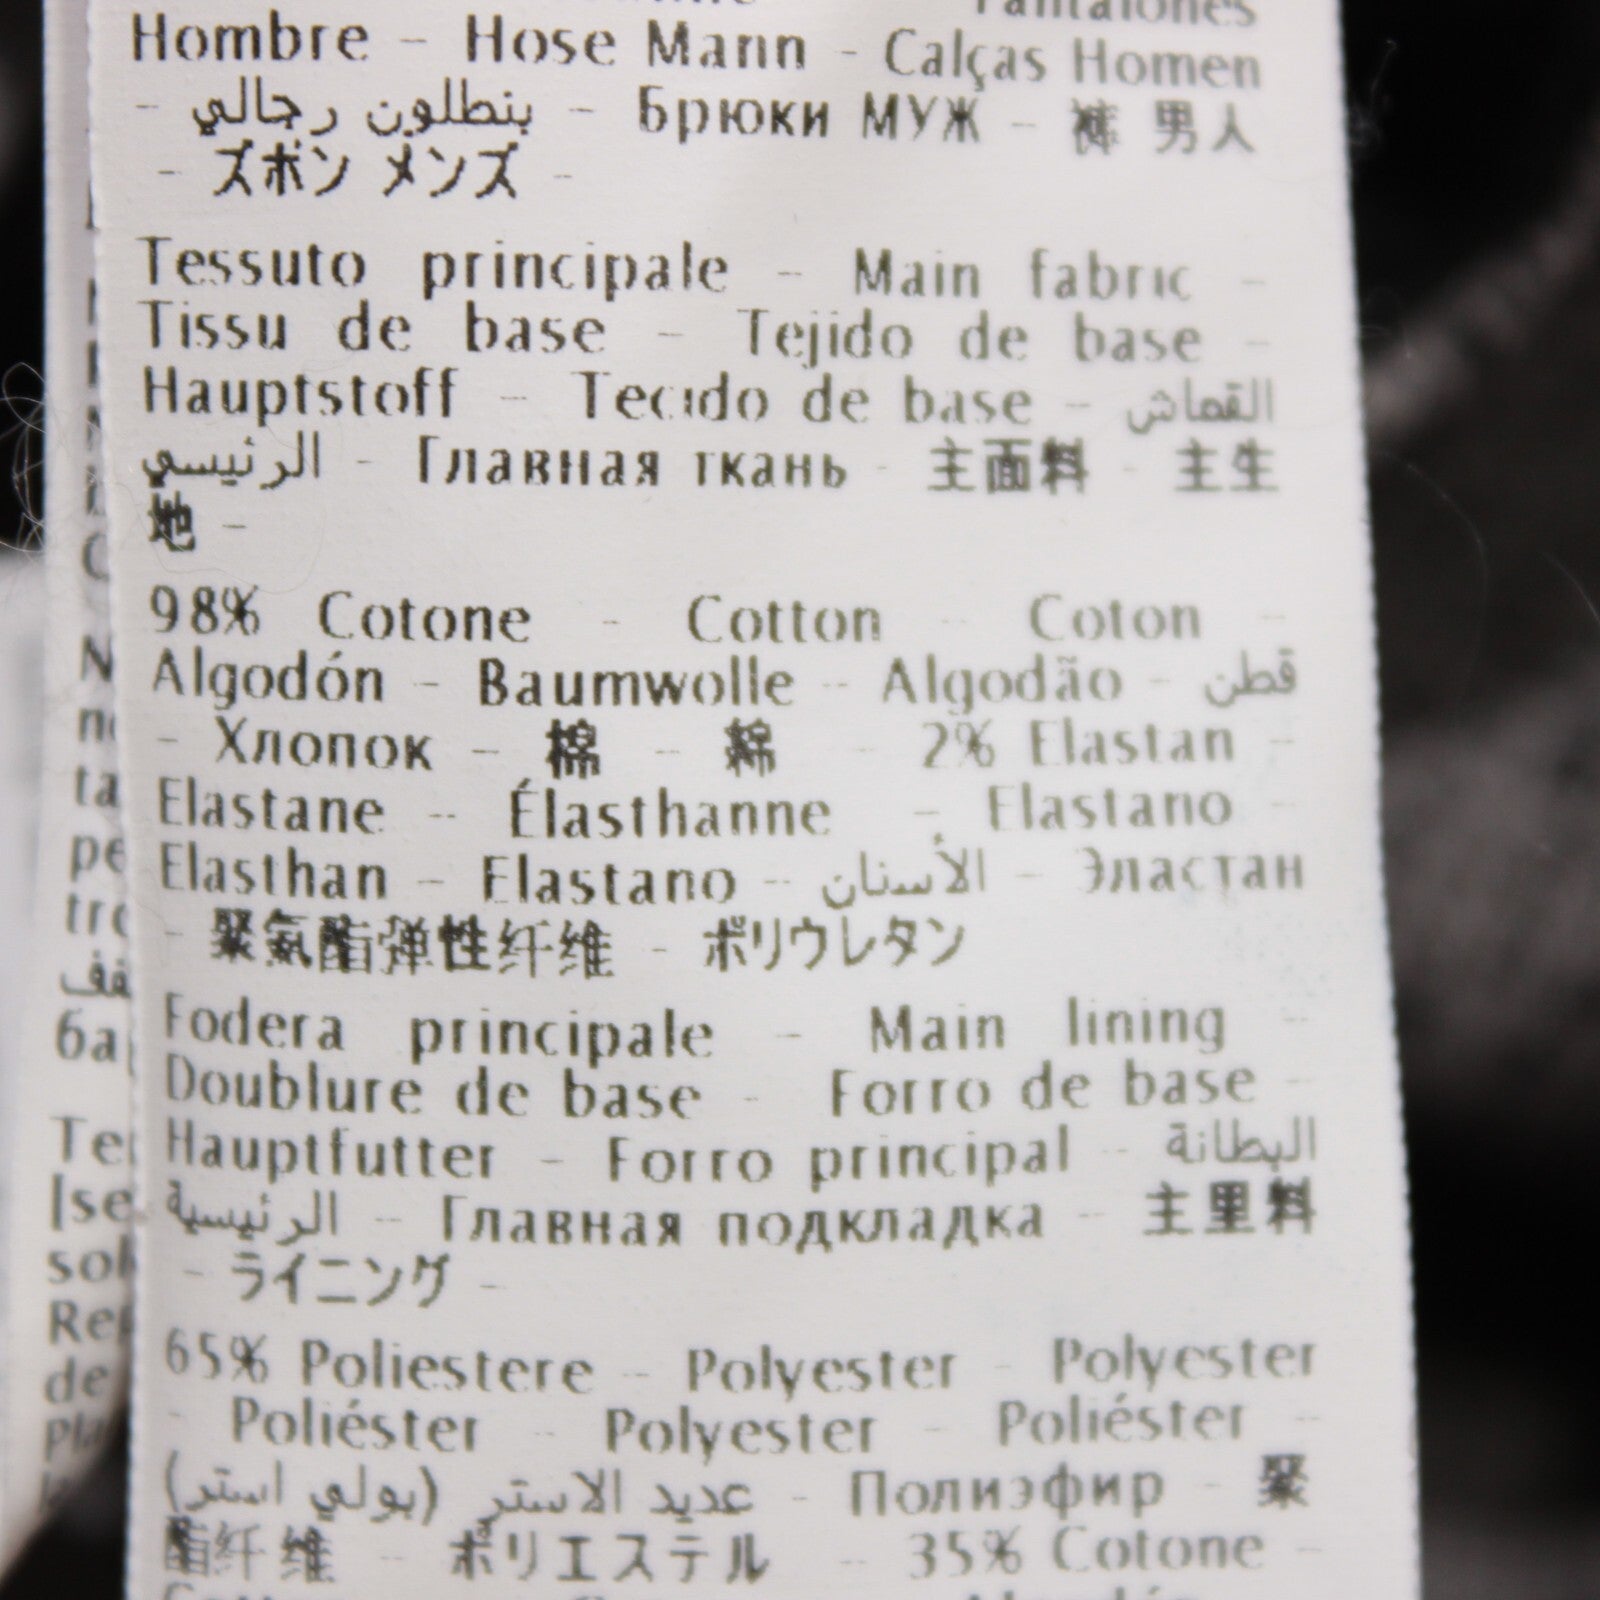 Pantalones
Hombre - Hose Mann - Calças Homen
- بنطلون رجالي - Брюки МУЖ - 裤 男人
- ズボン メンズ -
Tessuto principale - Main fabric -
Tissu de base - Tejido de base -
Hauptstoff - Tecido de base - القماش
الرئيسي - Главная ткань - 主面料 - 主生
地 -
98% Cotone - Cotton - Coton -
Algodón - Baumwolle - Algodão - قطن
- Хлопок - 棉 - 綿 - 2% Elastan -
Elastane - Élasthanne - Elastano -
Elasthan - Elastano - الأسنان - Эластан
- 聚氨酯弹性纤维 - ポリウレタン
Fodera principale - Main lining -
Doublure de base - Forro de base -
Hauptfutter - Forro principal - البطانة
الرئيسية - Главная подкладка - 主里料
- ライニング -
65% Poliestere - Polyester - Polyester
- Poliéster - Polyester - Poliéster -
عديد الاستر (بولي استر) - Полиэфир - 聚
酯纤维 - ポリエステル - 35% Cotone -